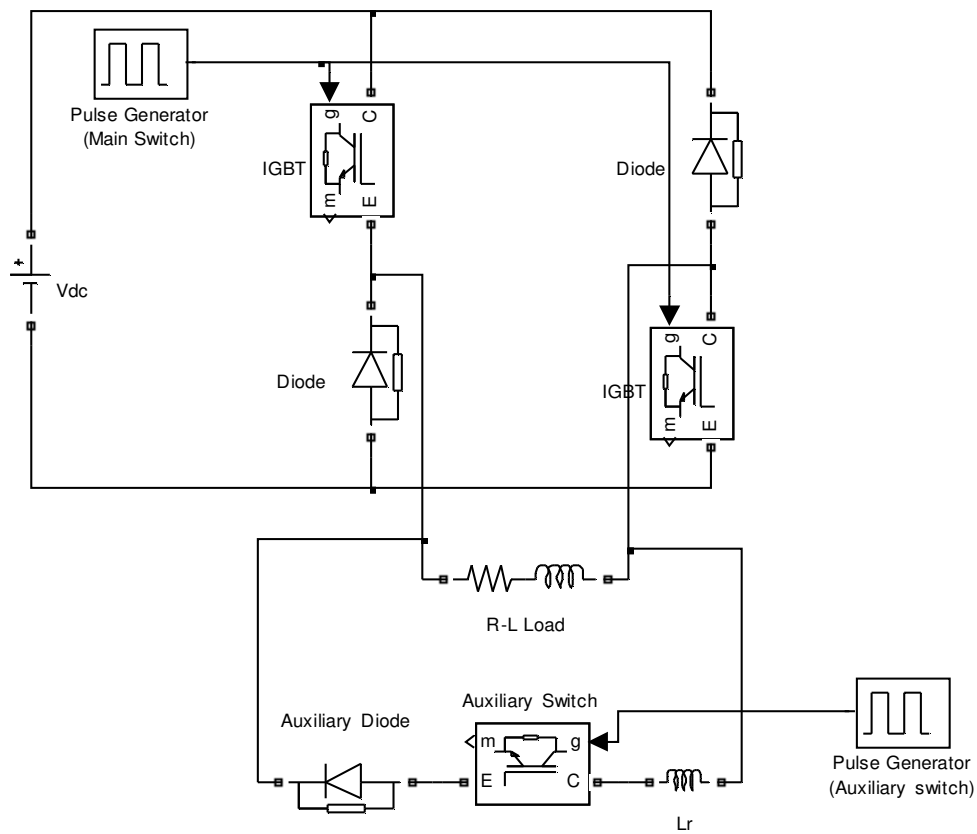 Pulse Generator
(Main Switch)
g
C
IGBT
m
E
Diode
+
Vdc
Diode
g
C
IGBT
m
E
R-L Load
Auxiliary Switch
Auxiliary Diode
m
g
E
C
Pulse Generator
(Auxiliary switch)
Lr